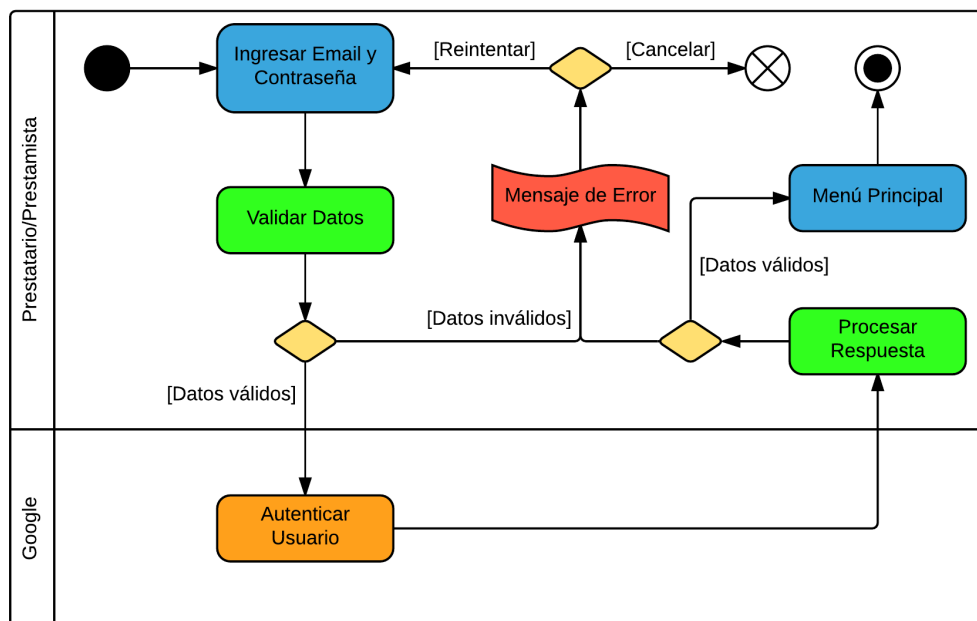 Prestatario/Prestamista
Ingresar Email y
Contraseña
[Reintentar]
[Cancelar]
Validar Datos
Mensaje de Error
Menú Principal
[Datos válidos]
[Datos inválidos]
Procesar
Respuesta
[Datos válidos]
Google
Autenticar
Usuario